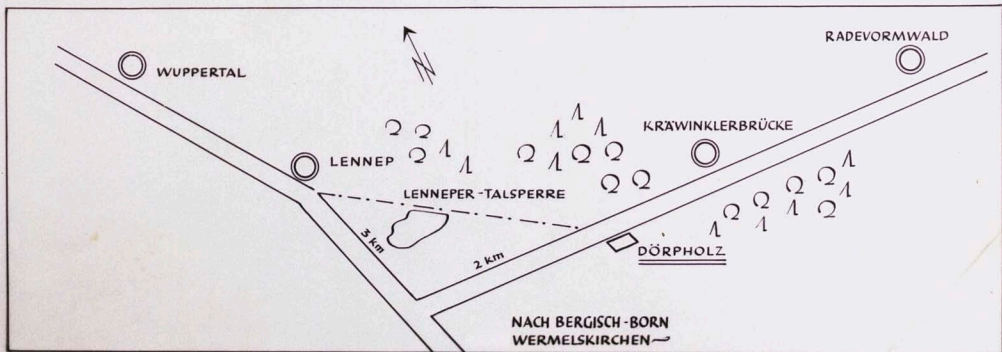 RADEVORMWALD
WUPPERTAL
N
KRÄWINKLERBRÜCKE
LENNEP
LENNEPER-TALSPERRE
3 km
2 km
DÖRPHOLZ
NACH BERGISCH-BORN
WERMELSKIRCHEN